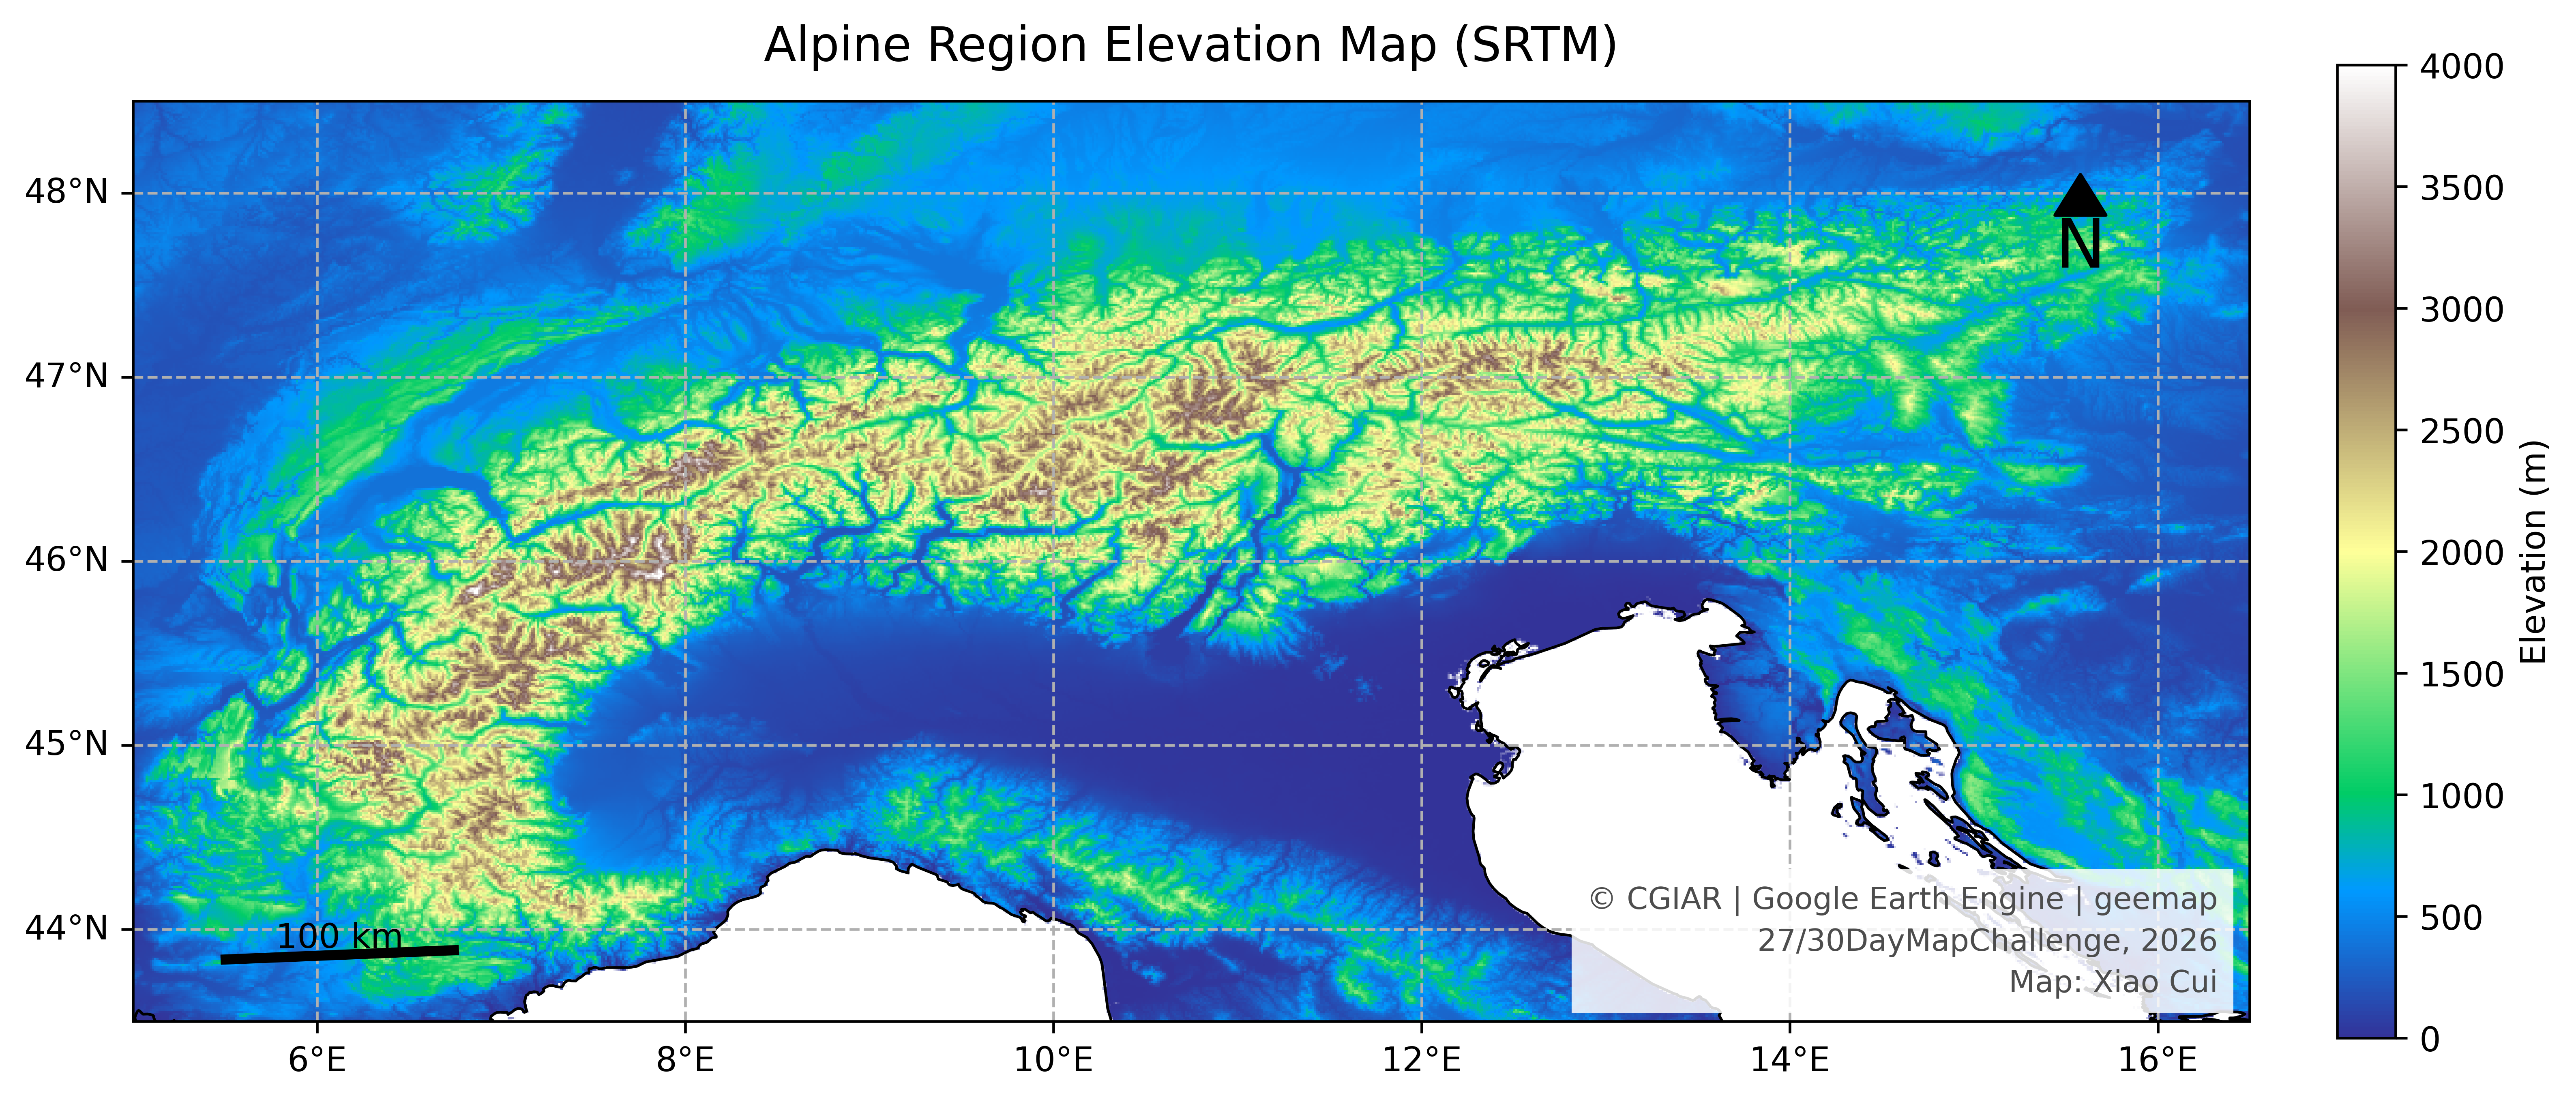 Alpine Region Elevation Map (SRTM)
4000
3500
3000
2500
2000
1500
1000
500
0
Elevation (m)
48°N
47°N
46°N
45°N
44°N
N
100 km
© CGIAR | Google Earth Engine | geemap
27/30DayMapChallenge, 2026
Map: Xiao Cui
6°E
8°E
10°E
12°E
14°E
16°E